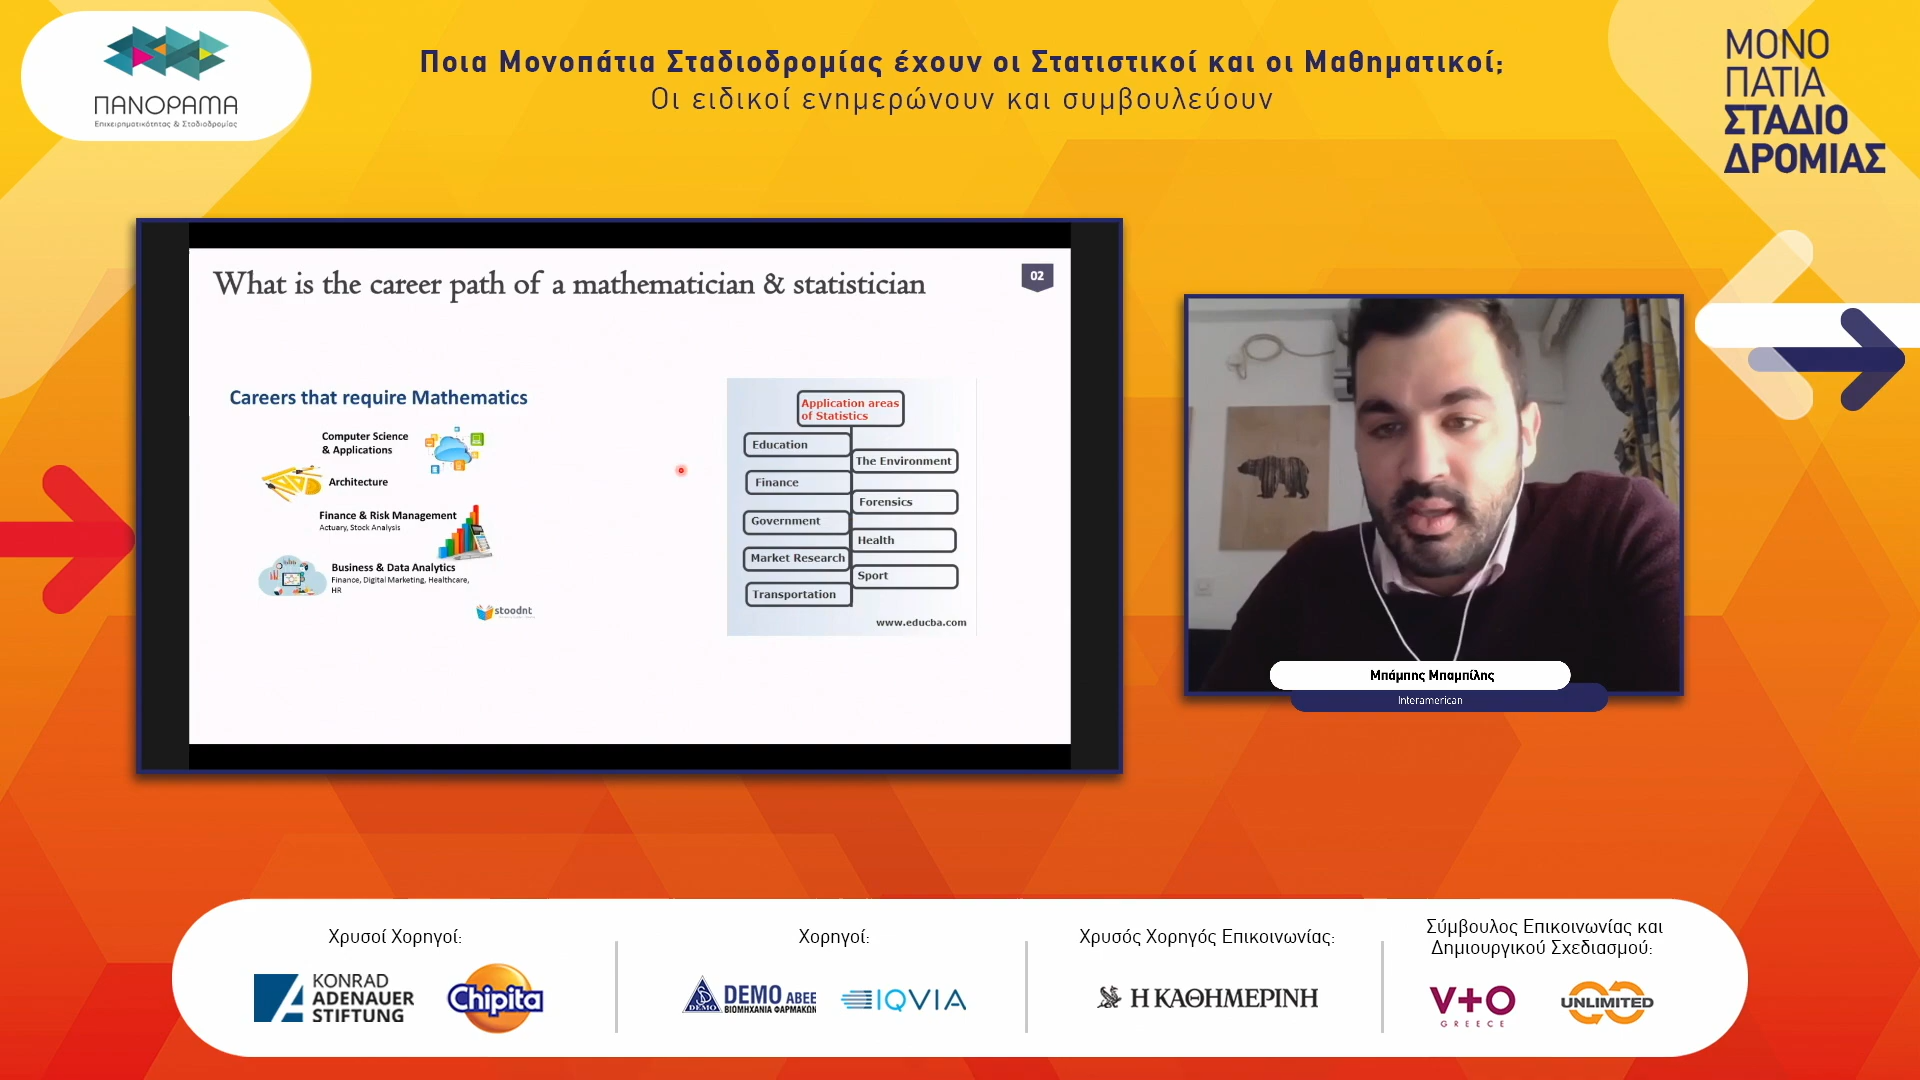 ΠΑΝΟΡΑΜΑ
Επιχειρηματικότητας & Σταδιοδρομίας
Ποια Μονοπάτια Σταδιοδρομίας έχουν οι Στατιστικοί και οι Μαθηματικοί;
Οι ειδικοί ενημερώνουν και συμβουλεύουν
ΜΟΝΟ
ΠΑΤΙΑ
ΣΤΑΔΙΟ
ΔΡΟΜΙΑΣ
What is the career path of a mathematician & statistician
02
Careers that require Mathematics
Computer Science
& Applications
Architecture
Finance & Risk Management
Actuary, Stock Analysis
Business & Data Analytics
Finance, Digital Marketing, Healthcare,
HR
stoodnt
Application areas
of Statistics
Education
The Environment
Finance
Forensics
Government
Health
Market Research
Sport
Transportation
www.educba.com
Μπάμπης Μπαμπίλης
Interamerican
Χρυσοί Χορηγοί:
KONRAD
ADENAUER
STIFTUNG
Chipita
Χορηγοί:
DEMO
DEMO ΑΒΕΕ
ΒΙΟΜΗΧΑΝΙΑ ΦΑΡΜΑΚΩΝ
IQVIA
Χρυσός Χορηγός Επικοινωνίας:
Η ΚΑΘΗΜΕΡΙΝΗ
Σύμβουλος Επικοινωνίας και
Δημιουργικού Σχεδιασμού:
V+O
GREECE
UNLIMITED